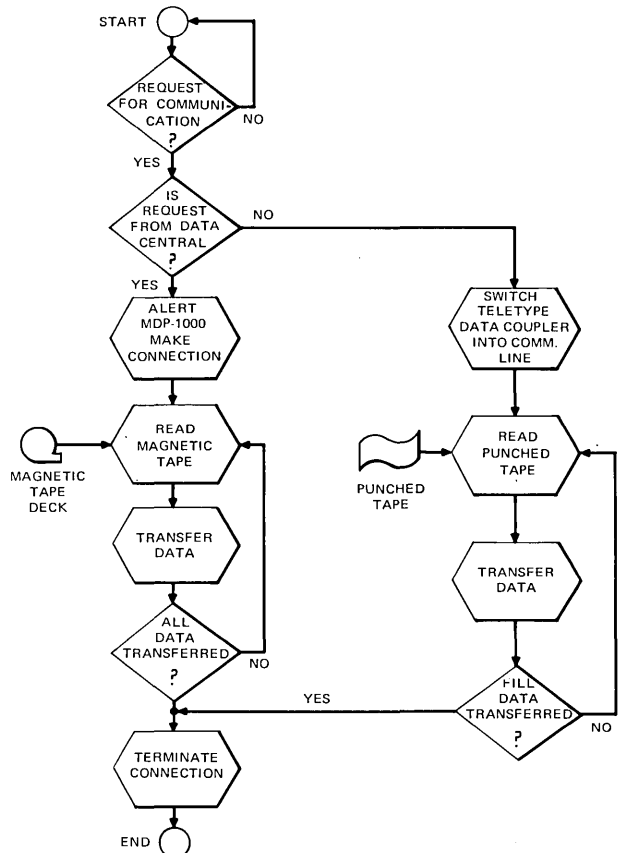 START
REQUEST
FOR COMMUNI-
CATION
?
NO
YES
IS
REQUEST
FROM DATA
CENTRAL
?
NO
YES
ALERT
MDP-1000
MAKE
CONNECTION
SWITCH
TELETYPE
DATA COUPLER
INTO COMM.
LINE
READ
MAGNETIC
TAPE
MAGNETIC
TAPE
DECK
READ
PUNCHED
TAPE
PUNCHED
TAPE
TRANSFER
DATA
TRANSFER
DATA
ALL
DATA
TRANSFERRED
?
NO
YES
FILL
DATA
TRANSFERRED
?
NO
TERMINATE
CONNECTION
END